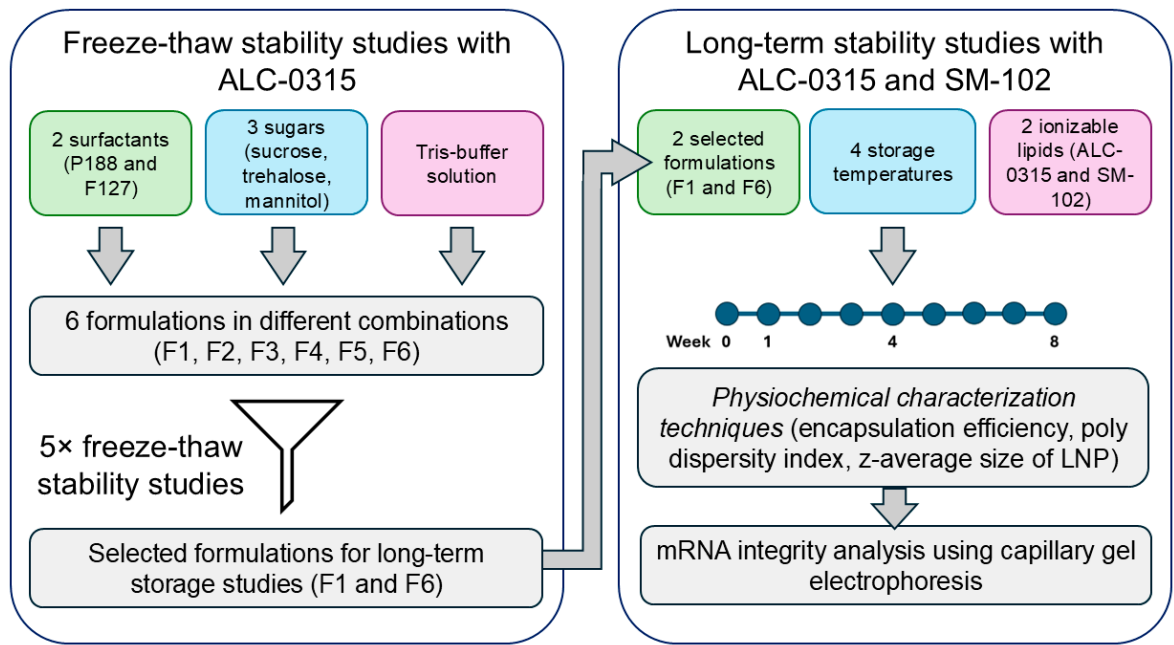 Freeze-thaw stability studies with
ALC-0315
2 surfactants
(P188 and
F127)
3 sugars
(sucrose,
trehalose,
mannitol)
Tris-buffer
solution
6 formulations in different combinations
(F1, F2, F3, F4, F5, F6)
5× freeze-thaw
stability studies
Selected formulations for long-term
storage studies (F1 and F6)
Long-term stability studies with
ALC-0315 and SM-102
2 selected
formulations
(F1 and F6)
4 storage
temperatures
2 ionizable
lipids (ALC-
0315 and SM-
102)
Week 0 1 4 8
Physiochemical characterization
techniques (encapsulation efficiency, poly
dispersity index, z-average size of LNP)
mRNA integrity analysis using capillary gel
electrophoresis